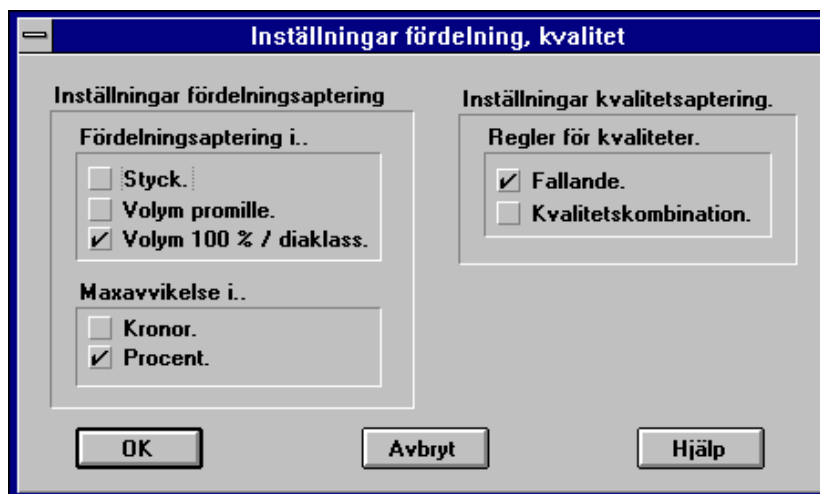 Inställningar fördelning, kvalitet
Inställningar fördelningsaptering
Fördelningsaptering i..
Styck.
Volym promille.
Volym 100 % / diaklass.
Maxavvikelse i..
Kronor.
Procent.
Inställningar kvalitetsaptering.
Regler för kvaliteter.
Fallande.
Kvalitetskombination.
OK
Avbryt
Hjälp